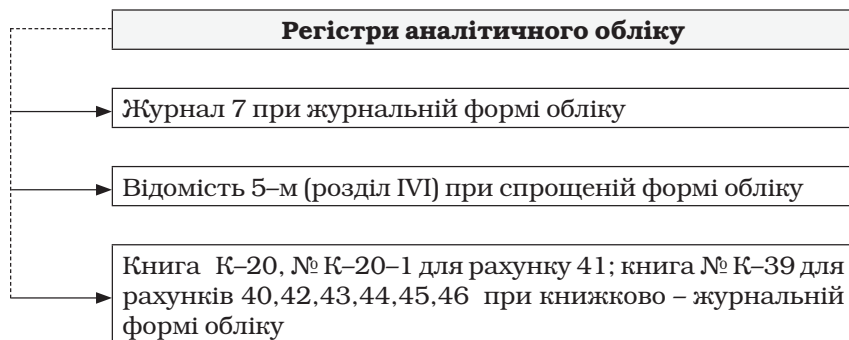 Регістри аналітичного обліку
Журнал 7 при журнальній формі обліку
Відомість 5–м (розділ IVI) при спрощеній формі обліку
Книга К–20, № К–20–1 для рахунку 41; книга № К–39 для
рахунків 40,42,43,44,45,46 при книжково – журнальній
формі обліку